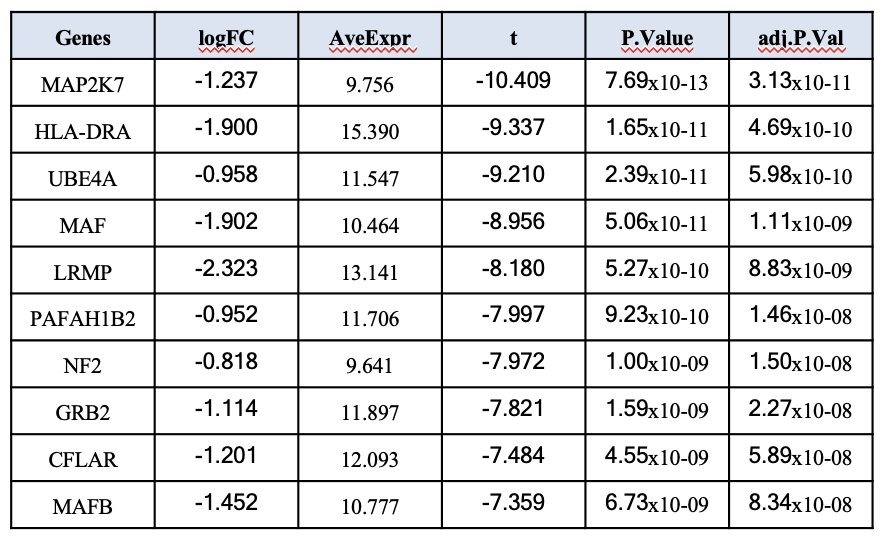 Genes logFC AveExpr t P.Value adj.P.Val
MAP2K7 -1.237 9.756 -10.409 7.69x10-13 3.13x10-11
HLA-DRA -1.900 15.390 -9.337 1.65x10-11 4.69x10-10
UBE4A -0.958 11.547 -9.210 2.39x10-11 5.98x10-10
MAF -1.902 10.464 -8.956 5.06x10-11 1.11x10-09
LRMP -2.323 13.141 -8.180 5.27x10-10 8.83x10-09
PAFAH1B2 -0.952 11.706 -7.997 9.23x10-10 1.46x10-08
NF2 -0.818 9.641 -7.972 1.00x10-09 1.50x10-08
GRB2 -1.114 11.897 -7.821 1.59x10-09 2.27x10-08
CFLAR -1.201 12.093 -7.484 4.55x10-09 5.89x10-08
MAFB -1.452 10.777 -7.359 6.73x10-09 8.34x10-08